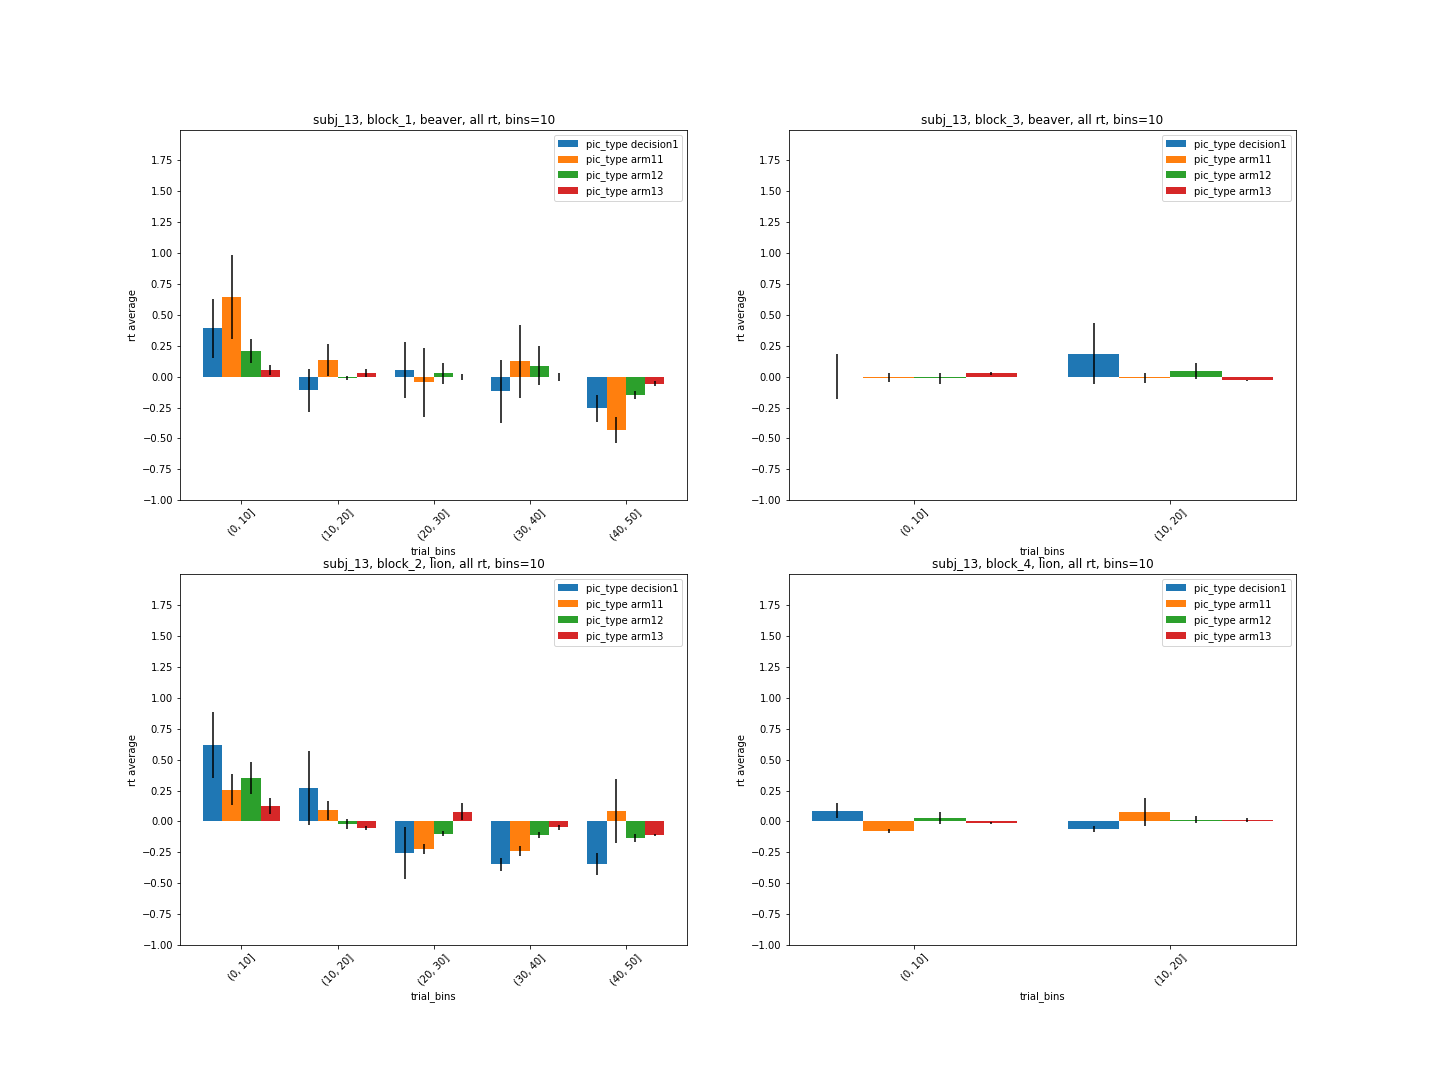 subj_13, block_1, beaver, all rt, bins=10
pic_type decision1
pic_type arm11
pic_type arm12
pic_type arm13
1.75
1.50
1.25
1.00
0.75
0.50
0.25
0.00
−0.25
−0.50
−0.75
−1.00
rt average
(0, 10]
(10, 20]
(20, 30]
(30, 40]
(40, 50]
trial_bins
subj_13, block_3, beaver, all rt, bins=10
pic_type decision1
pic_type arm11
pic_type arm12
pic_type arm13
1.75
1.50
1.25
1.00
0.75
0.50
0.25
0.00
−0.25
−0.50
−0.75
−1.00
rt average
(0, 10]
(10, 20]
trial_bins
subj_13, block_2, lion, all rt, bins=10
pic_type decision1
pic_type arm11
pic_type arm12
pic_type arm13
1.75
1.50
1.25
1.00
0.75
0.50
0.25
0.00
−0.25
−0.50
−0.75
−1.00
rt average
(0, 10]
(10, 20]
(20, 30]
(30, 40]
(40, 50]
trial_bins
subj_13, block_4, lion, all rt, bins=10
pic_type decision1
pic_type arm11
pic_type arm12
pic_type arm13
1.75
1.50
1.25
1.00
0.75
0.50
0.25
0.00
−0.25
−0.50
−0.75
−1.00
rt average
(0, 10]
(10, 20]
trial_bins